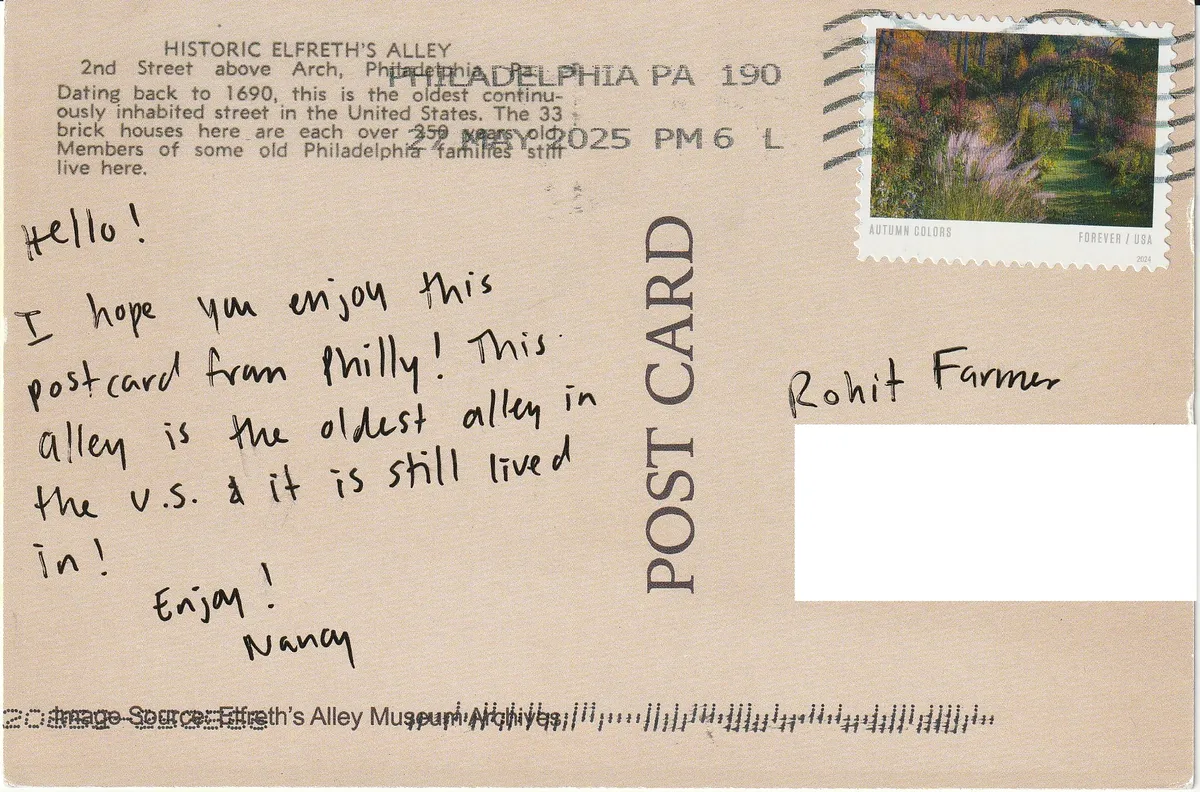 HISTORIC ELFRETH'S ALLEY
2nd Street above Arch, Philadelphia, Pa.
Dating back to 1690, this is the oldest continu-
ously inhabited street in the United States. The 33
brick houses here are each over 250 years old.
Members of some old Philadelphia families still
live here.
PHILADELPHIA PA 190
27 MAY 2025 PM 6 L
AUTUMN COLORS
FOREVER / USA
2024
Hello!
I hope you enjoy this
postcard from Philly! This
alley is the oldest alley in
the U.S. & it is still lived
in!
Enjoy!
Nancy
POST CARD
Rohit Farmer
Image Source: Elfreth's Alley Museum Archives